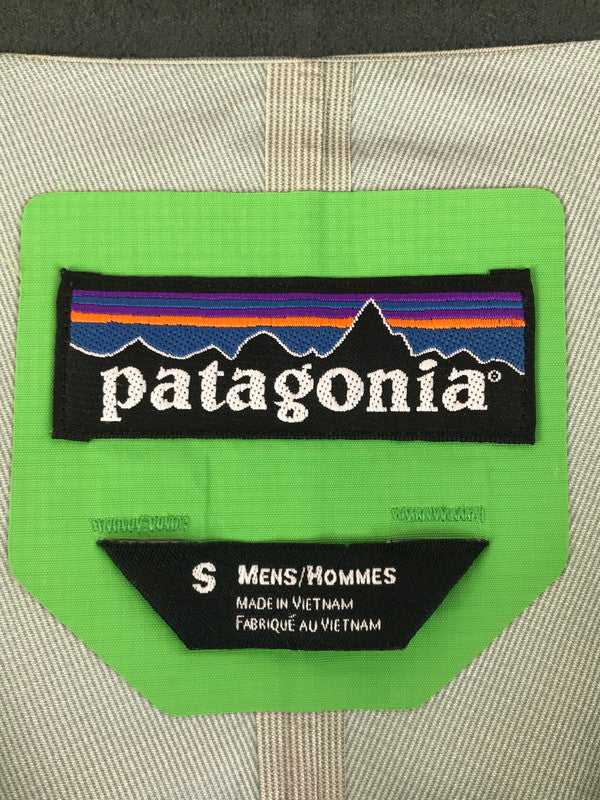 patagonia®
S MENS/HOMMES
MADE IN VIETNAM
FABRIQUÉ AU VIETNAM